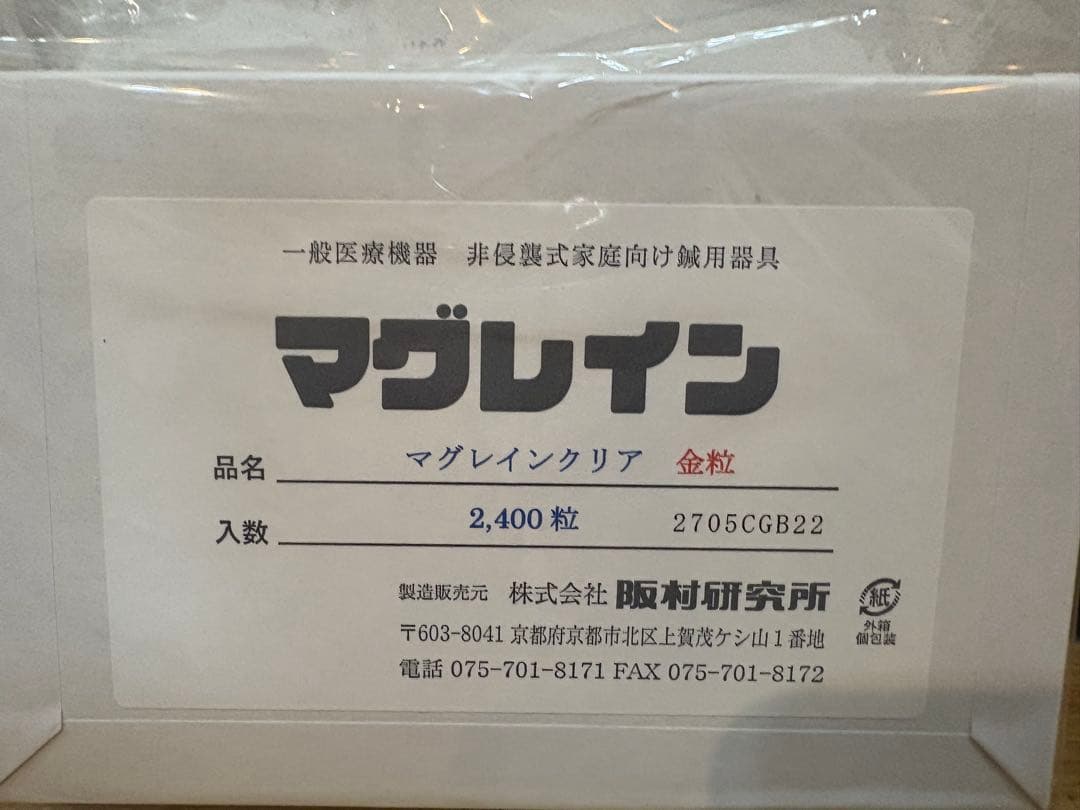 一般医療機器 非侵襲式家庭向け鍼用器具
マグレイン
品名 マグレインクリア 金粒
入数 2,400粒 2705CGB22
製造販売元 株式会社 阪村研究所
〒603-8041 京都府京都市北区上賀茂ケシ山1番地
電話 075-701-8171 FAX 075-701-8172
紙
外箱
個包装